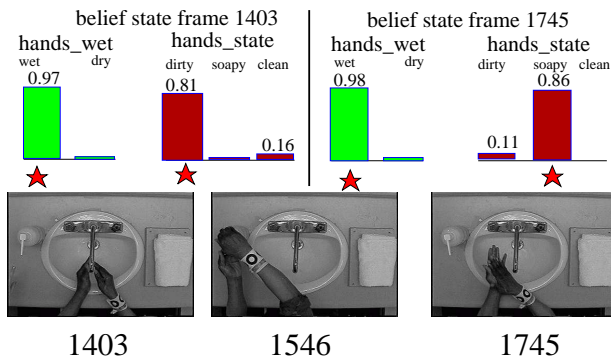 belief state frame 1403
hands_wet
wet dry
0.97
hands_state
dirty soapy clean
0.81
0.16
belief state frame 1745
hands_wet
wet dry
0.98
hands_state
dirty soapy clean
0.86
0.11
1403 1546 1745